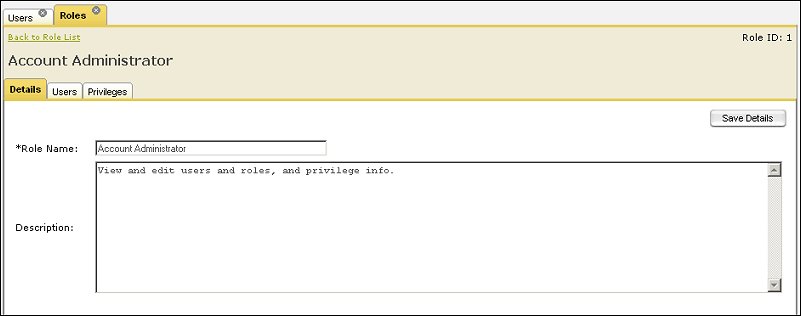 Users Roles
Back to Role List Role ID: 1
Account Administrator
Details Users Privileges
Save Details
*Role Name: Account Administrator
View and edit users and roles, and privilege info.
Description: